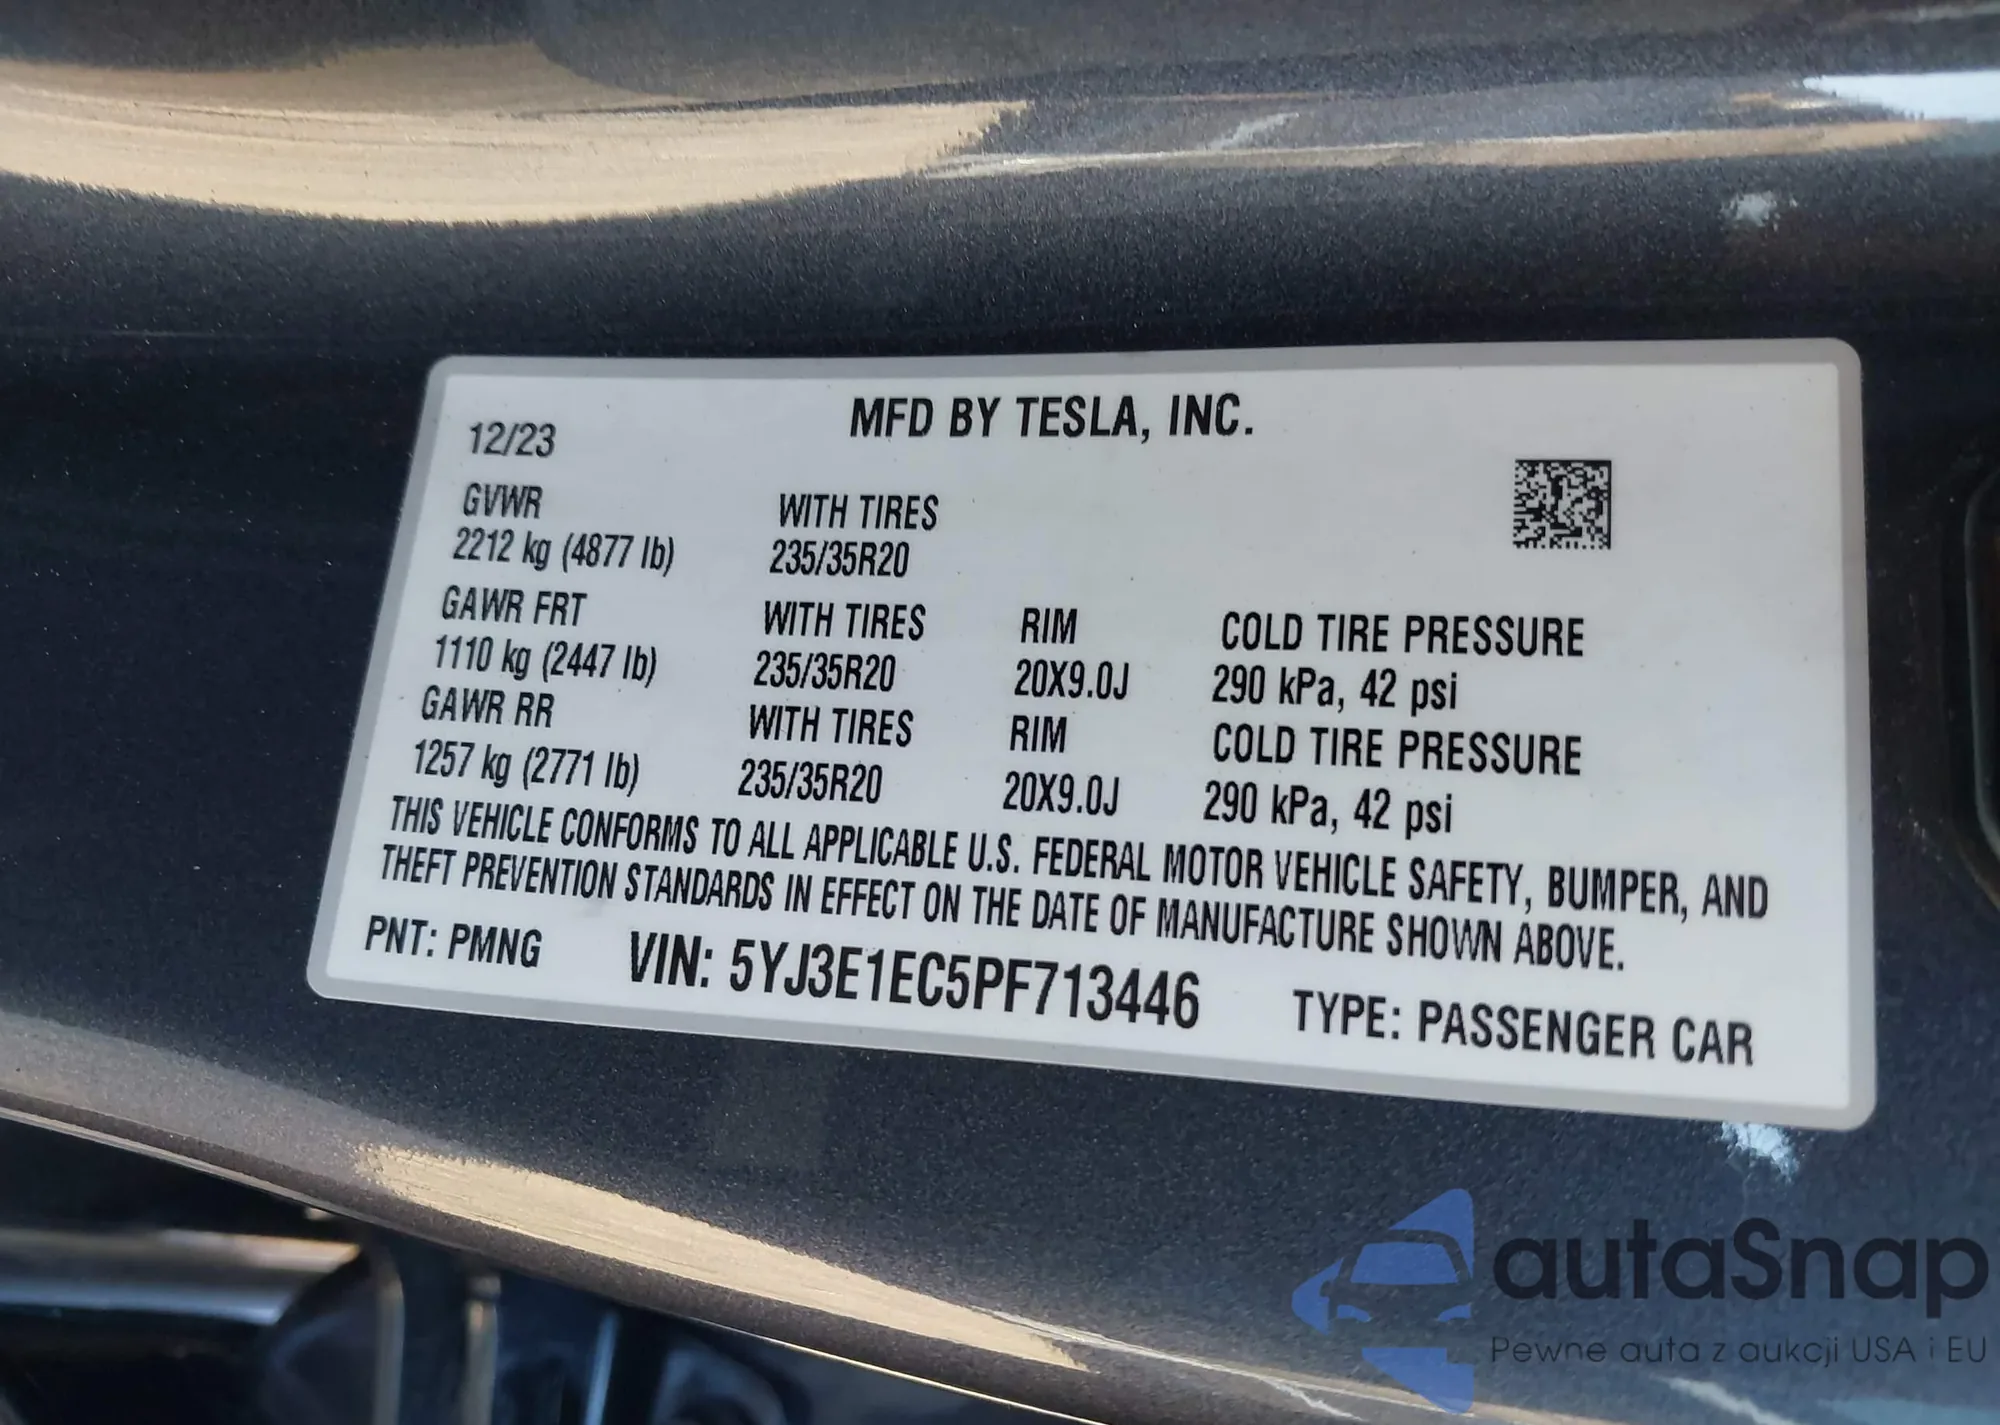 12/23
MFD BY TESLA, INC.
GVWR WITH TIRES
2212 kg (4877 lb) 235/35R20
GAWR FRT WITH TIRES RIM COLD TIRE PRESSURE
1110 kg (2447 lb) 235/35R20 20X9.0J 290 kPa, 42 psi
GAWR RR WITH TIRES RIM COLD TIRE PRESSURE
1257 kg (2771 lb) 235/35R20 20X9.0J 290 kPa, 42 psi
THIS VEHICLE CONFORMS TO ALL APPLICABLE U.S. FEDERAL MOTOR VEHICLE SAFETY, BUMPER, AND
THEFT PREVENTION STANDARDS IN EFFECT ON THE DATE OF MANUFACTURE SHOWN ABOVE.
PNT: PMNG VIN: 5YJ3E1EC5PF713446 TYPE: PASSENGER CAR
autaSnap
Pewne auta z aukcji USA i EU